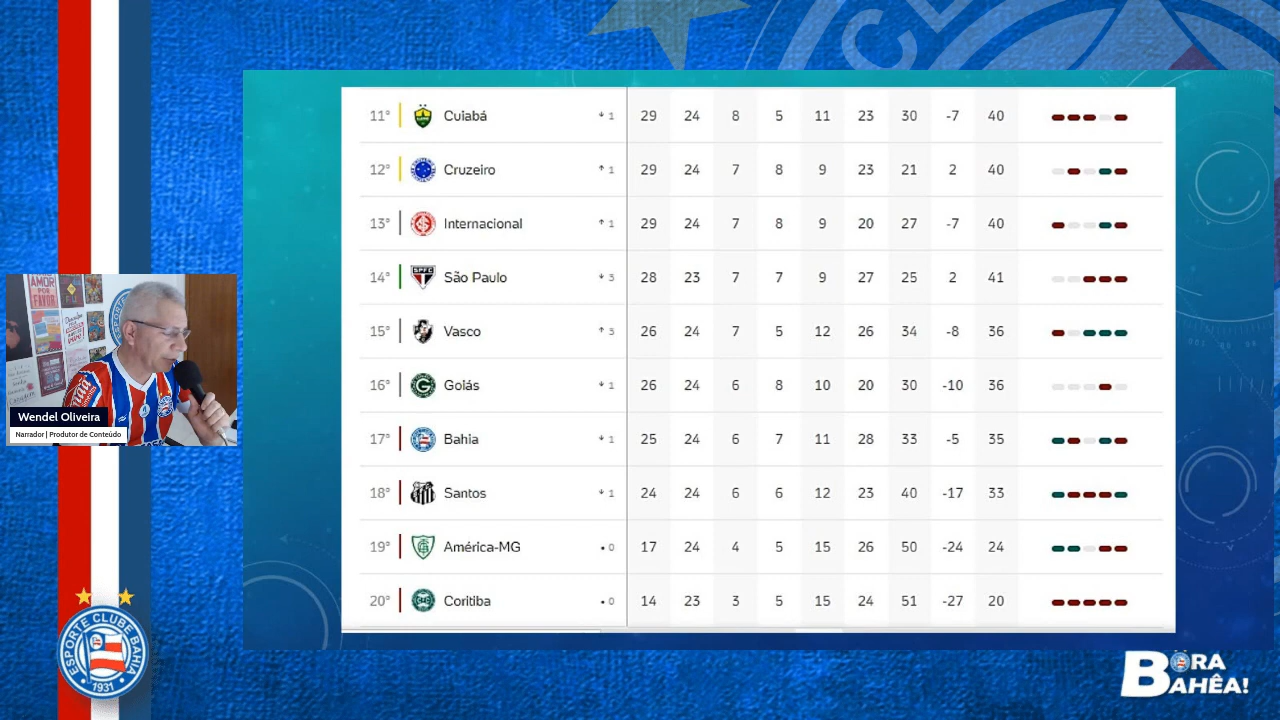 11º Cuiabá 1 29 24 8 5 11 23 30 -7 40
12º Cruzeiro 1 29 24 7 8 9 23 21 2 40
13º Internacional 1 29 24 7 8 9 20 27 -7 40
14º São Paulo 3 28 23 7 7 9 27 25 2 41
15º Vasco 3 26 24 7 5 12 26 34 -8 36
16º Goiás 1 26 24 6 8 10 20 30 -10 36
17º Bahia 1 25 24 6 7 11 28 33 -5 35
18º Santos 1 24 24 6 6 12 23 40 -17 33
19º América-MG 0 17 24 4 5 15 26 50 -24 24
20º Coritiba 0 14 23 3 5 15 24 51 -27 20
SPFC
AMOR
POR
FAVOR
Wendel Oliveira
Narrador | Produtor de Conteúdo
ESPORTE CLUBE BAHIA
1931
BORA
BAHÊA!